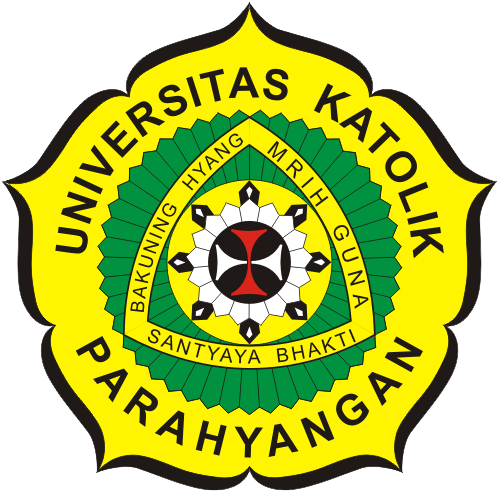 UNIVERSITAS KATOLIK
PARAHYANGAN
BAKUNING HYANG
MRIH GUNA
SANTYAYA BHAKTI